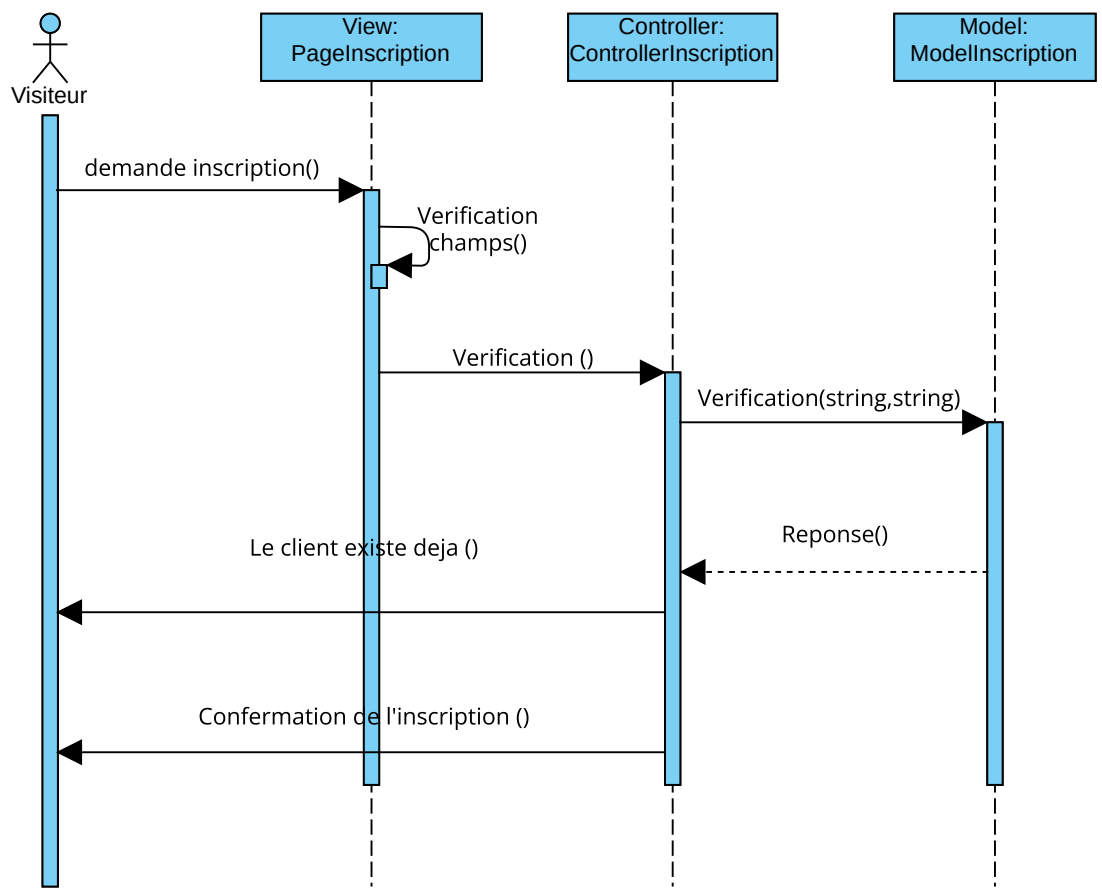 Visiteur
View:
PageInscription
Controller:
ControllerInscription
Model:
ModelInscription
demande inscription()
Verification
champs()
Verification ()
Verification(string,string)
Reponse()
Le client existe deja ()
Confermation de l'inscription ()